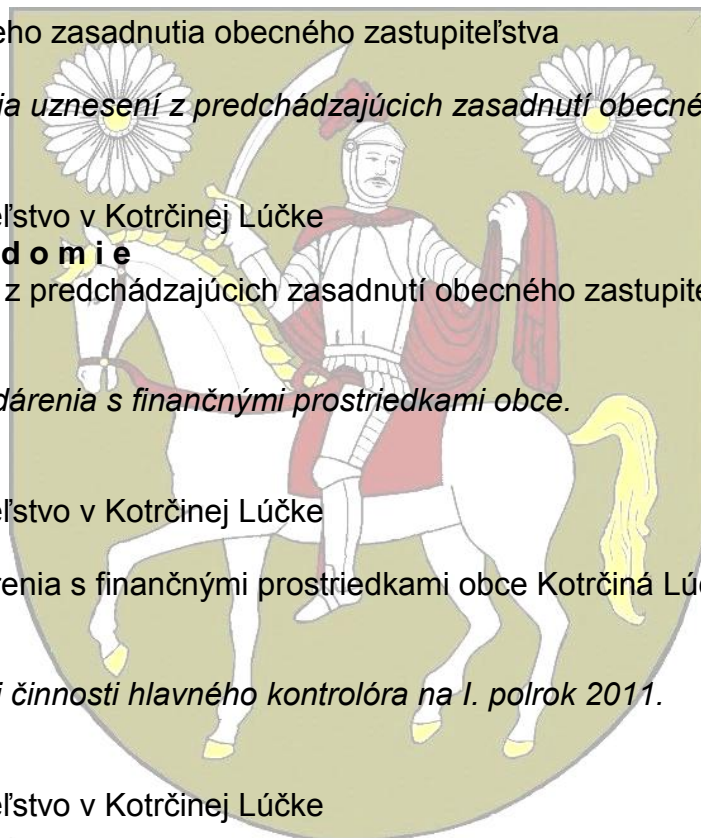 eho zasadnutia obecného zastupiteľstva
ia uznesení z predchádzajúcich zasadnutí obecné
eľstvo v Kotrčinej Lúčke
d o m i e
z predchádzajúcich zasadnutí obecného zastupite
dárenia s finančnými prostriedkami obce.
eľstvo v Kotrčinej Lúčke
renia s finančnými prostriedkami obce Kotrčiná Lú
i činnosti hlavného kontrolóra na I. polrok 2011.
eľstvo v Kotrčinej Lúčke